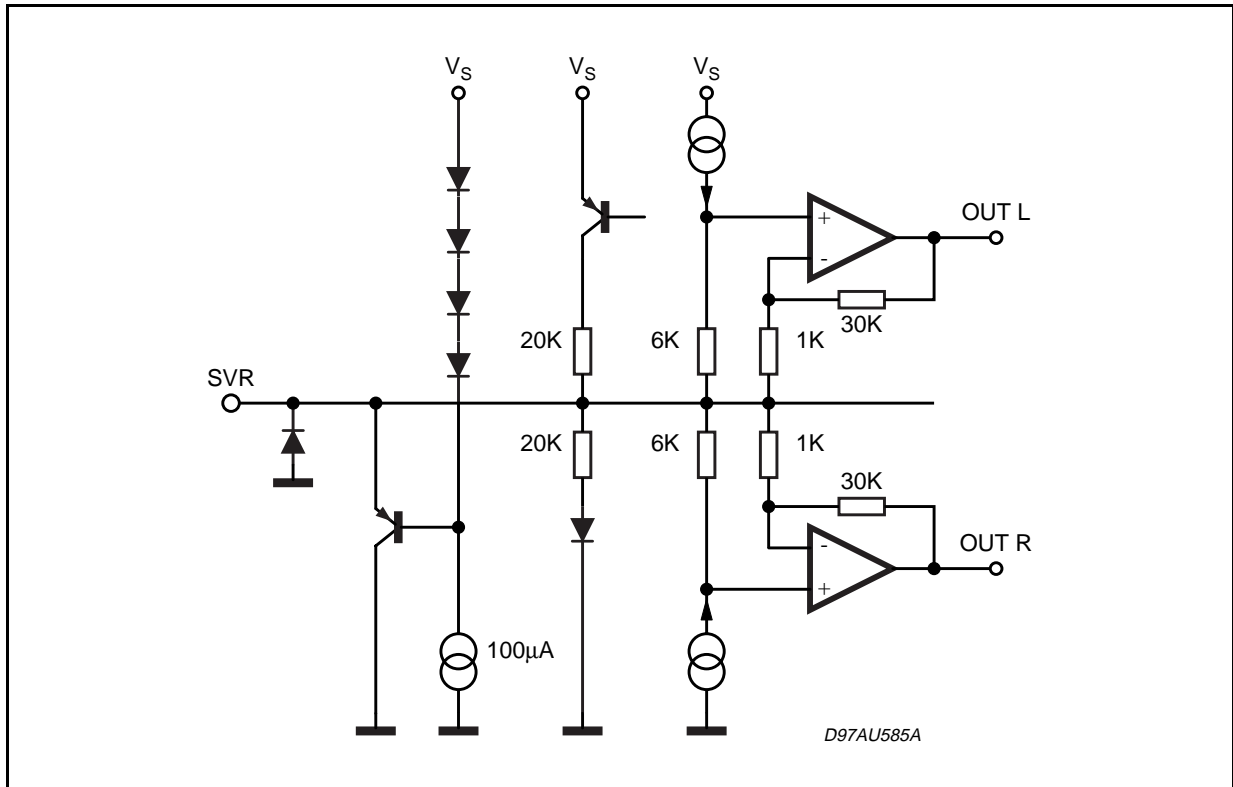 VS VS VS
+
-
OUT L
30K
20K 6K 1K
SVR
20K 6K 1K
30K
-
+
OUT R
100μA
D97AU585A